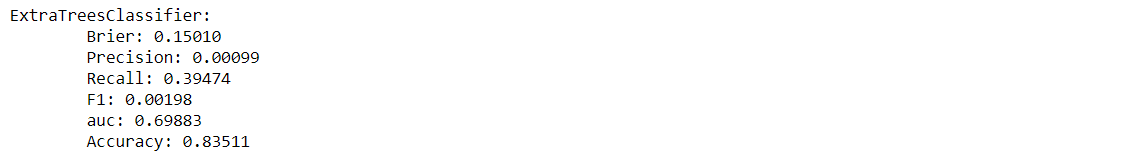 ExtraTreesClassifier:
Brier: 0.15010
Precision: 0.00099
Recall: 0.39474
F1: 0.00198
auc: 0.69883
Accuracy: 0.83511